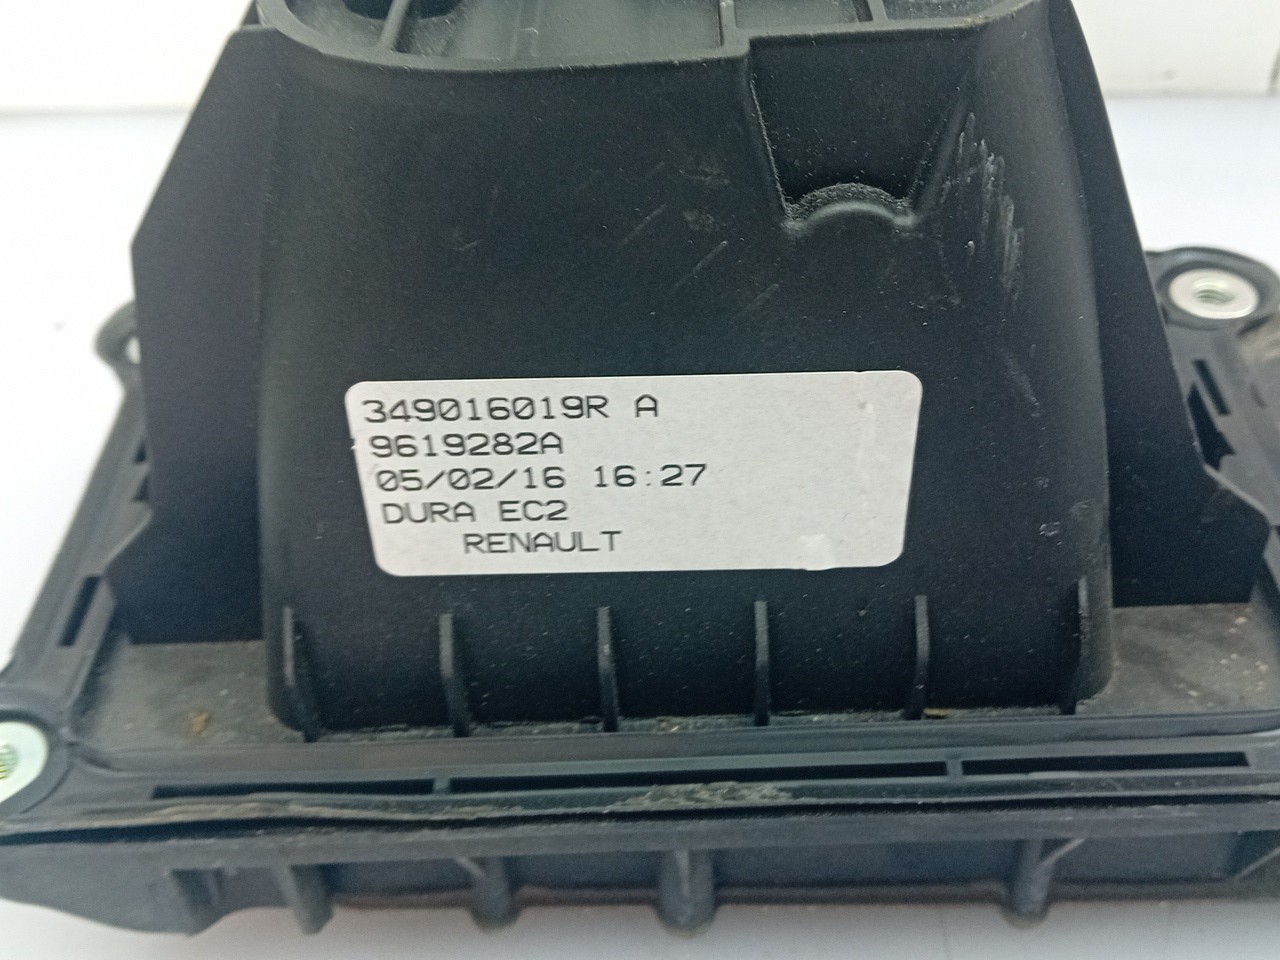 349016019R A
9619282A
05/02/16 16:27
DURA EC2
RENAULT